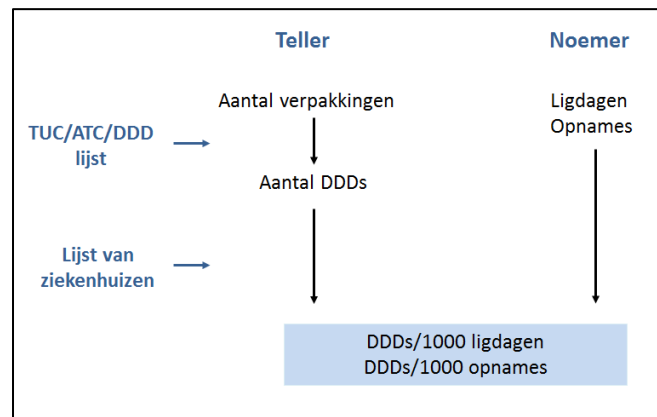 Teller
Noemer
Aantal verpakkingen
Ligdagen
Opnames
TUC/ATC/DDD
lijst
Aantal DDDs
Lijst van
ziekenhuizen
DDDs/1000 ligdagen
DDDs/1000 opnames